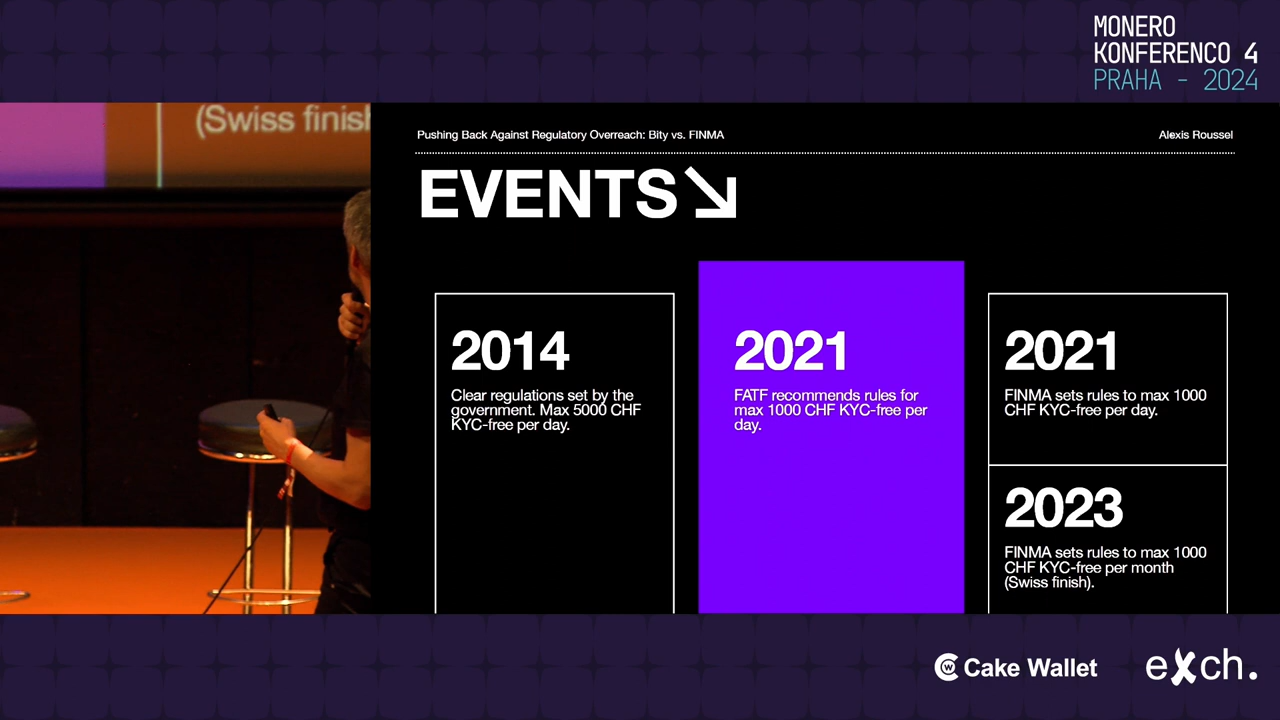 MONERO
KONFERENCO 4
PRAHA - 2024
(Swiss finish
Pushing Back Against Regulatory Overreach: Bity vs. FINMA
Alexis Roussel
EVENTS
2014
Clear regulations set by the
government. Max 5000 CHF
KYC-free per day.
2021
FATF recommends rules for
max 1000 CHF KYC-free per
day.
2021
FINMA sets rules to max 1000
CHF KYC-free per day.
2023
FINMA sets rules to max 1000
CHF KYC-free per month
(Swiss finish).
Cake Wallet
exch.